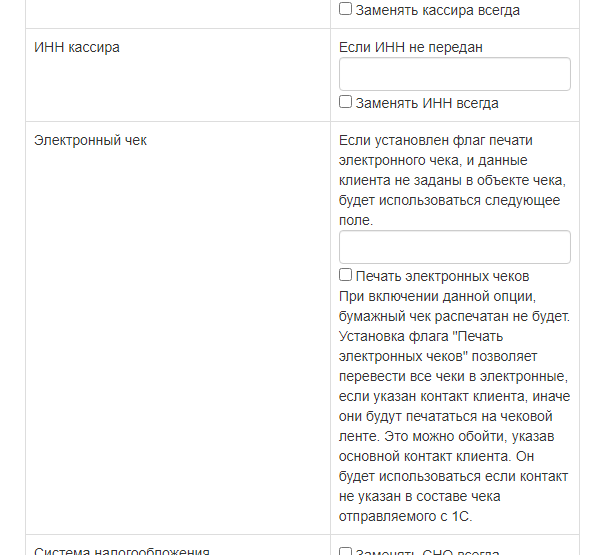 Заменять кассира всегда
ИНН кассира
Если ИНН не передан
Заменять ИНН всегда
Электронный чек
Если установлен флаг печати
электронного чека, и данные
клиента не заданы в объекте чека,
будет использоваться следующее
поле.
Печать электронных чеков
При включении данной опции,
бумажный чек распечатан не будет.
Установка флага "Печать
электронных чеков" позволяет
перевести все чеки в электронные,
если указан контакт клиента, иначе
они будут печататься на чековой
ленте. Это можно обойти, указав
основной контакт клиента. Он
будет использоваться если контакт
не указан в составе чека
отправляемого с 1С.
Система налогообложения
Заменять СНО всегда